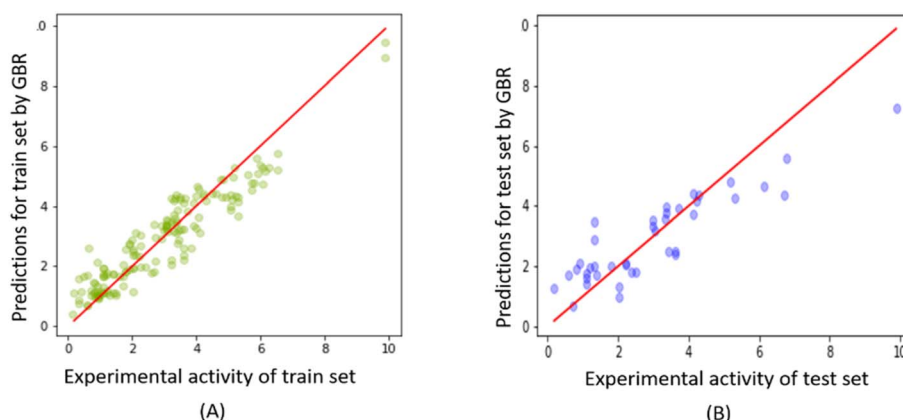 .0
8
6
4
2
0
Predictions for train set by GBR
0 2 4 6 8 10
Experimental activity of train set
(A)
.0
8
6
4
2
0
Predictions for test set by GBR
0 2 4 6 8 10
Experimental activity of test set
(B)